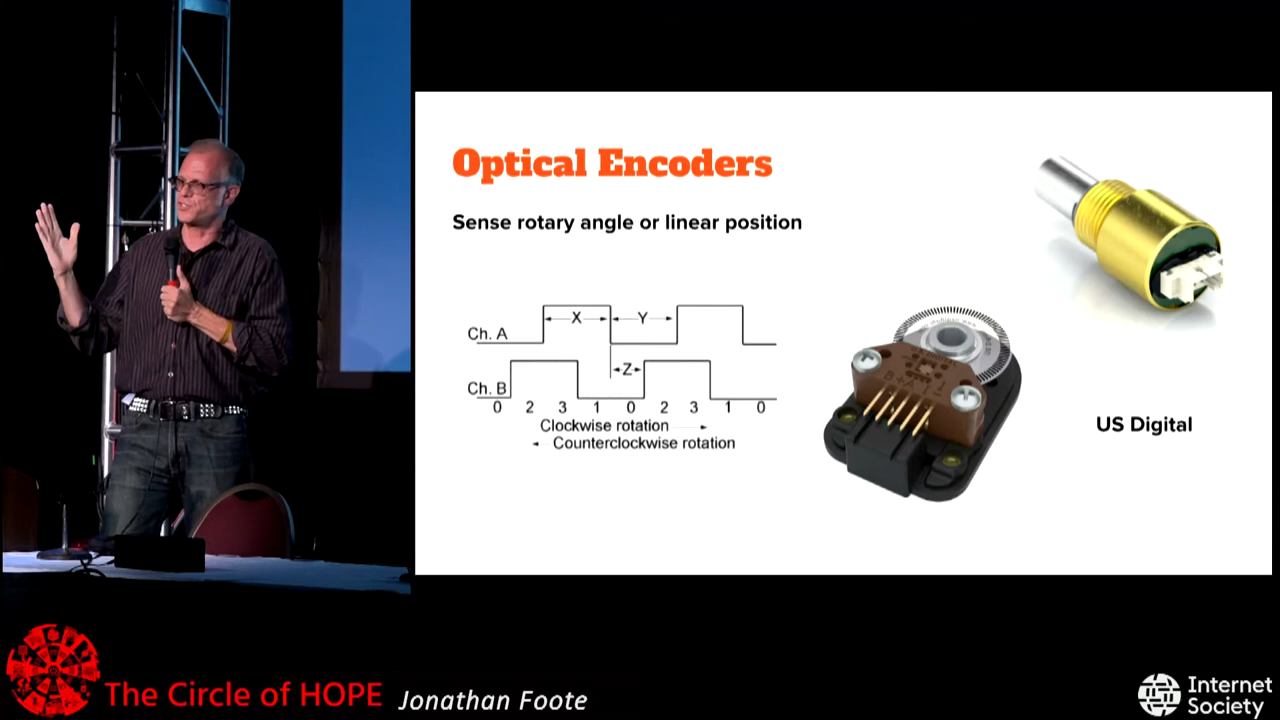 Optical Encoders
Sense rotary angle or linear position
Ch. A
X
Y
Ch. B
Z
0 2 3 1 0 2 3 1 0
Clockwise rotation
Counterclockwise rotation
US Digital
The Circle of HOPE
Jonathan Foote
Internet
Society